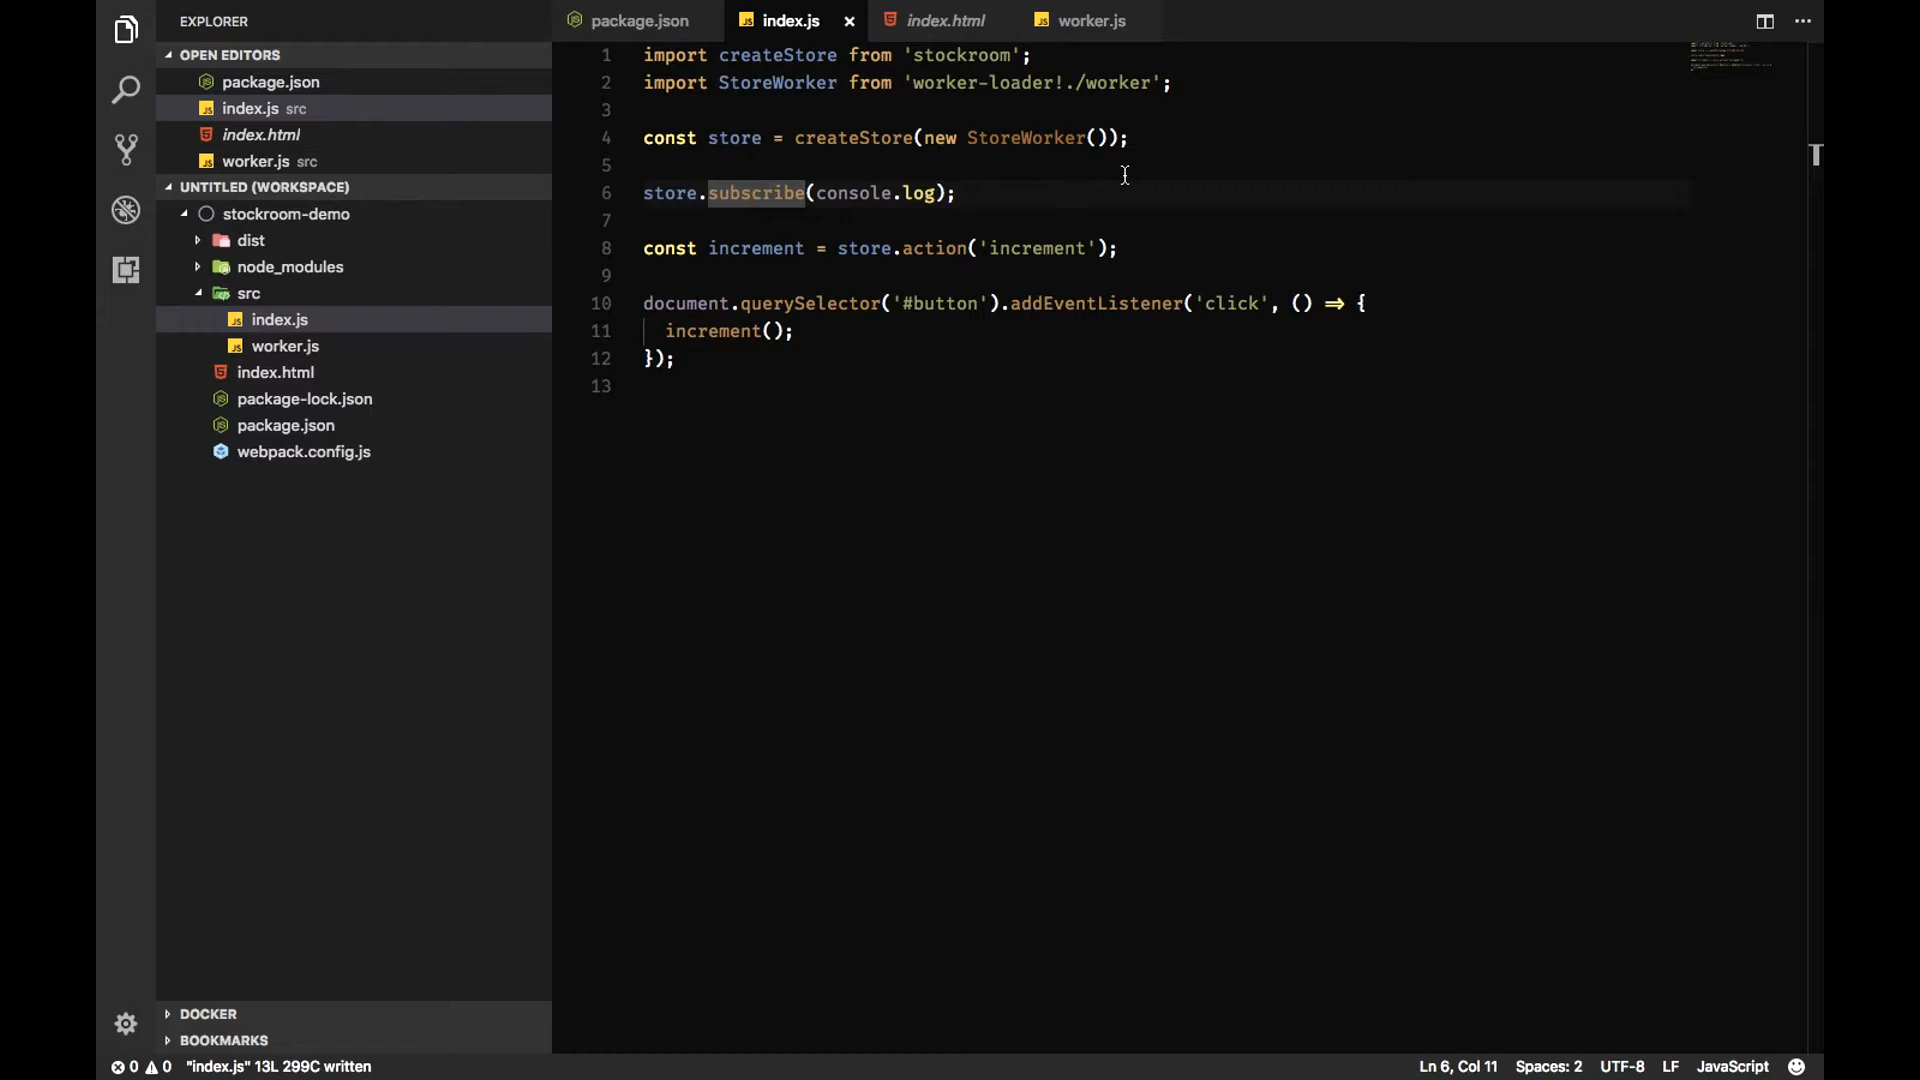 EXPLORER
OPEN EDITORS
package.json
index.js src
index.html
worker.js src
UNTITLED (WORKSPACE)
stockroom-demo
dist
node_modules
src
index.js
worker.js
index.html
package-lock.json
package.json
webpack.config.js
DOCKER
BOOKMARKS
package.json index.js index.html worker.js
1 import createStore from 'stockroom';
2 import StoreWorker from 'worker-loader!./worker';
3
4 const store = createStore(new StoreWorker());
5
6 store.subscribe(console.log);
7
8 const increment = store.action('increment');
9
10 document.querySelector('#button').addEventListener('click', () => {
11 increment();
12 });
13
0 0 "index.js" 13L 299C written Ln 6, Col 11 Spaces: 2 UTF-8 LF JavaScript